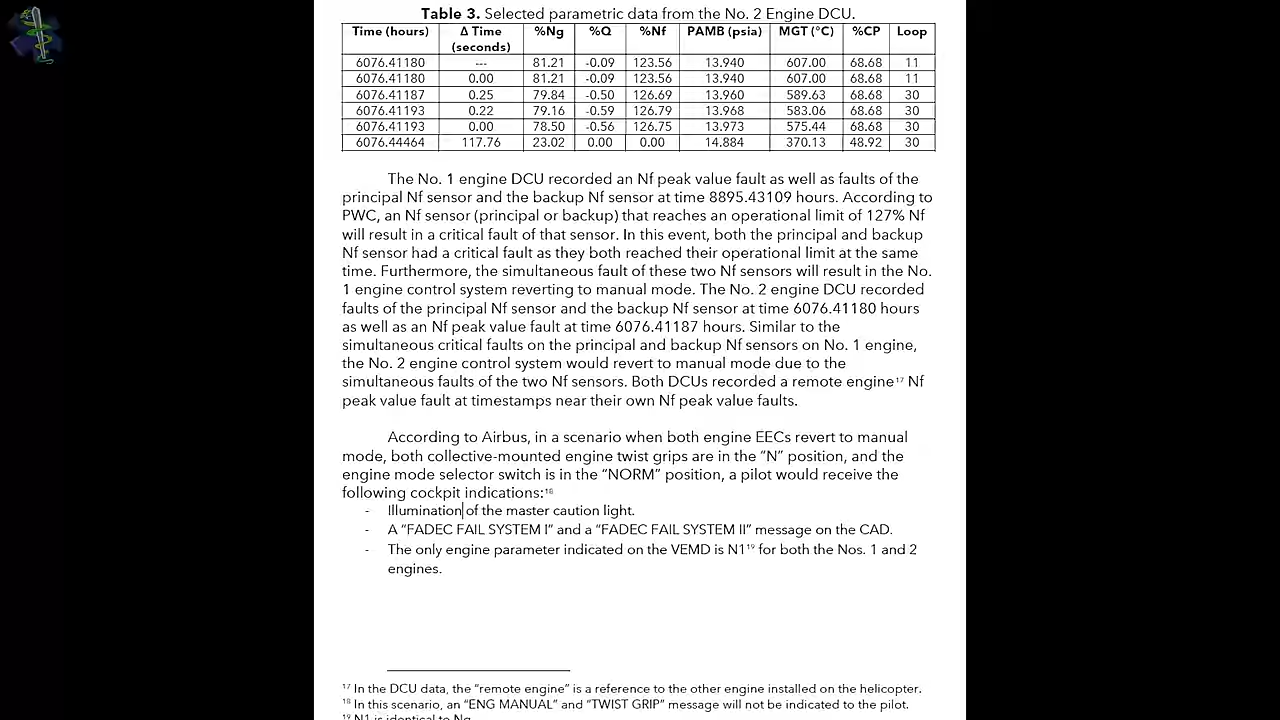 Table 3. Selected parametric data from the No. 2 Engine DCU.
Time (hours) Δ Time (seconds) %Ng %Q %Nf PAMB (psia) MGT (°C) %CP Loop
6076.41180 --- 81.21 -0.09 123.56 13.940 607.00 68.68 11
6076.41180 0.00 81.21 -0.09 123.56 13.940 607.00 68.68 11
6076.41187 0.25 79.84 -0.50 126.69 13.960 589.63 68.68 30
6076.41193 0.22 79.16 -0.59 126.79 13.968 583.06 68.68 30
6076.41193 0.00 78.50 -0.56 126.75 13.973 575.44 68.68 30
6076.44464 117.76 23.02 0.00 0.00 14.884 370.13 48.92 30
The No. 1 engine DCU recorded an Nf peak value fault as well as faults of the
principal Nf sensor and the backup Nf sensor at time 8895.43109 hours. According to
PWC, an Nf sensor (principal or backup) that reaches an operational limit of 127% Nf
will result in a critical fault of that sensor. In this event, both the principal and backup
Nf sensor had a critical fault as they both reached their operational limit at the same
time. Furthermore, the simultaneous fault of these two Nf sensors will result in the No.
1 engine control system reverting to manual mode. The No. 2 engine DCU recorded
faults of the principal Nf sensor and the backup Nf sensor at time 6076.41180 hours
as well as an Nf peak value fault at time 6076.41187 hours. Similar to the
simultaneous critical faults on the principal and backup Nf sensors on No. 1 engine,
the No. 2 engine control system would revert to manual mode due to the
simultaneous faults of the two Nf sensors. Both DCUs recorded a remote engine¹⁷ Nf
peak value fault at timestamps near their own Nf peak value faults.
According to Airbus, in a scenario when both engine EECs revert to manual
mode, both collective-mounted engine twist grips are in the “N” position, and the
engine mode selector switch is in the “NORM” position, a pilot would receive the
following cockpit indications:¹⁸
- Illumination of the master caution light.
- A “FADEC FAIL SYSTEM I” and a “FADEC FAIL SYSTEM II” message on the CAD.
- The only engine parameter indicated on the VEMD is N1¹⁹ for both the Nos. 1 and 2
engines.
¹⁷ In the DCU data, the “remote engine” is a reference to the other engine installed on the helicopter.
¹⁸ In this scenario, an “ENG MANUAL” and “TWIST GRIP” message will not be indicated to the pilot.
¹⁹ N1 is identical to Ng.